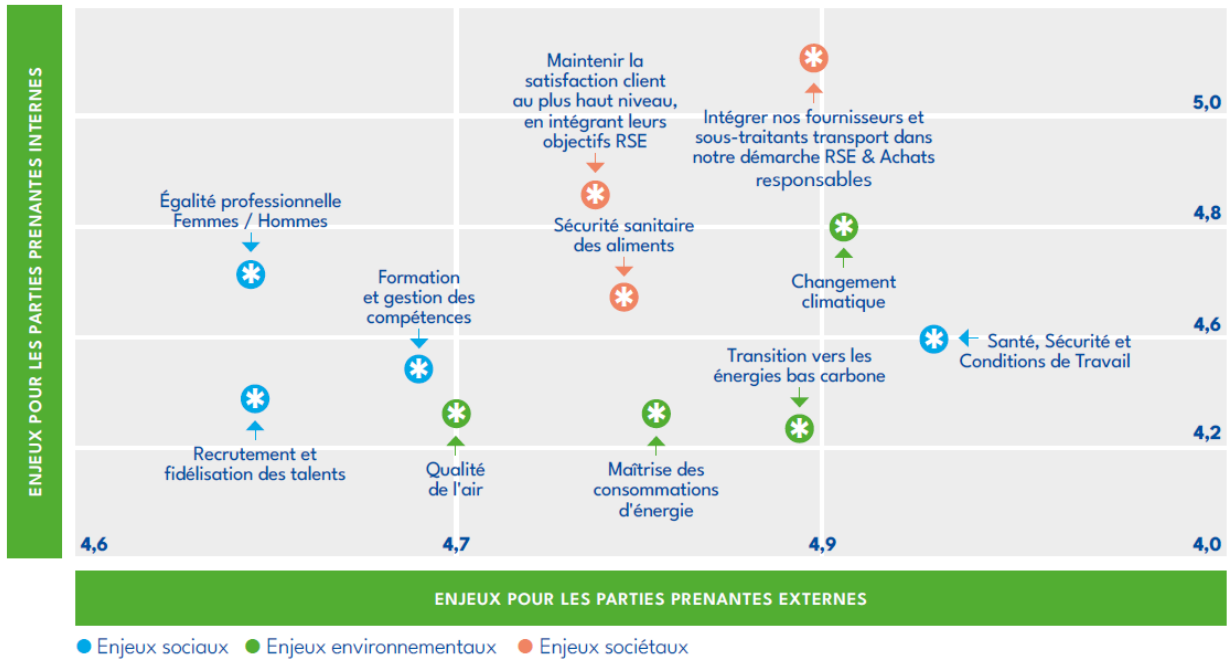 ENJEUX POUR LES PARTIES PRENANTES INTERNES
Maintenir la
satisfaction client
au plus haut niveau,
en intégrant leurs
objectifs RSE
5,0
Intégrer nos fournisseurs et
sous-traitants transport dans
notre démarche RSE & Achats
responsables
Égalité professionnelle
Femmes / Hommes
4,8
Sécurité sanitaire
des aliments
Formation
et gestion des
compétences
Changement
climatique
4,6
Santé, Sécurité et
Conditions de Travail
Transition vers les
énergies bas carbone
4,2
Recrutement et
fidélisation des talents
Qualité
de l'air
Maîtrise des
consommations
d'énergie
4,6
4,7
4,9
4,0
ENJEUX POUR LES PARTIES PRENANTES EXTERNES
Enjeux sociaux
Enjeux environnementaux
Enjeux sociétaux